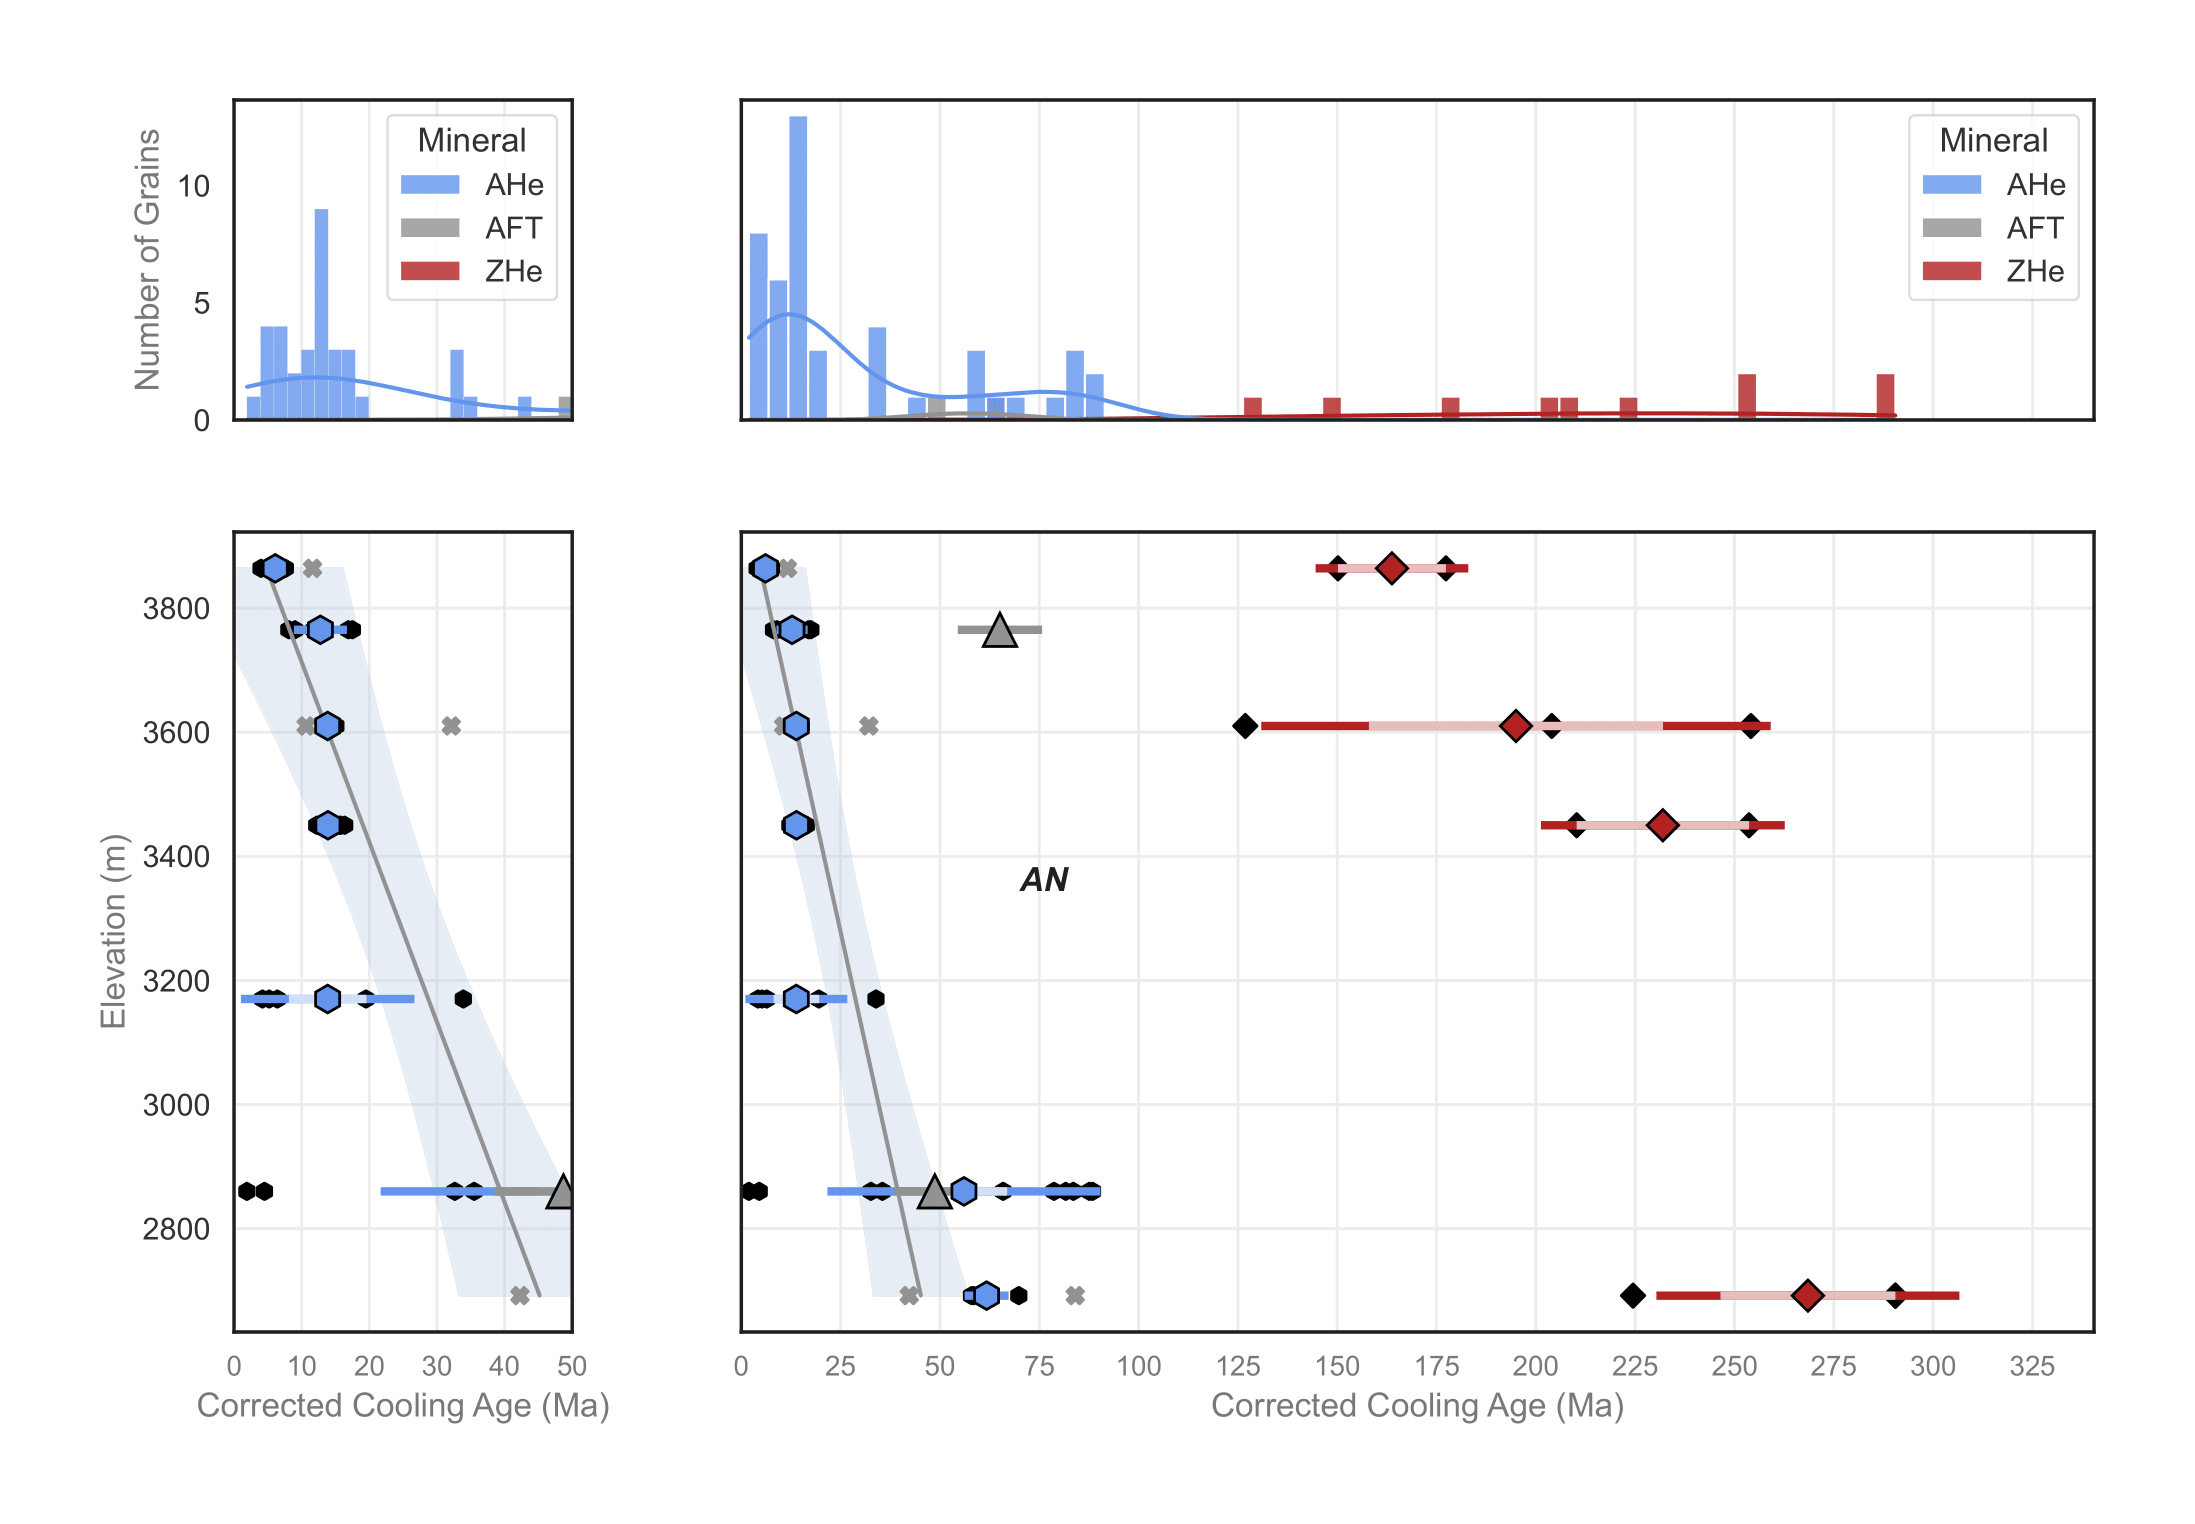 Number of Grains
10
5
0
Mineral
AHe
AFT
ZHe
Mineral
AHe
AFT
ZHe
Elevation (m)
3800
3600
3400
3200
3000
2800
0 10 20 30 40 50
Corrected Cooling Age (Ma)
AN
0 25 50 75 100 125 150 175 200 225 250 275 300 325
Corrected Cooling Age (Ma)